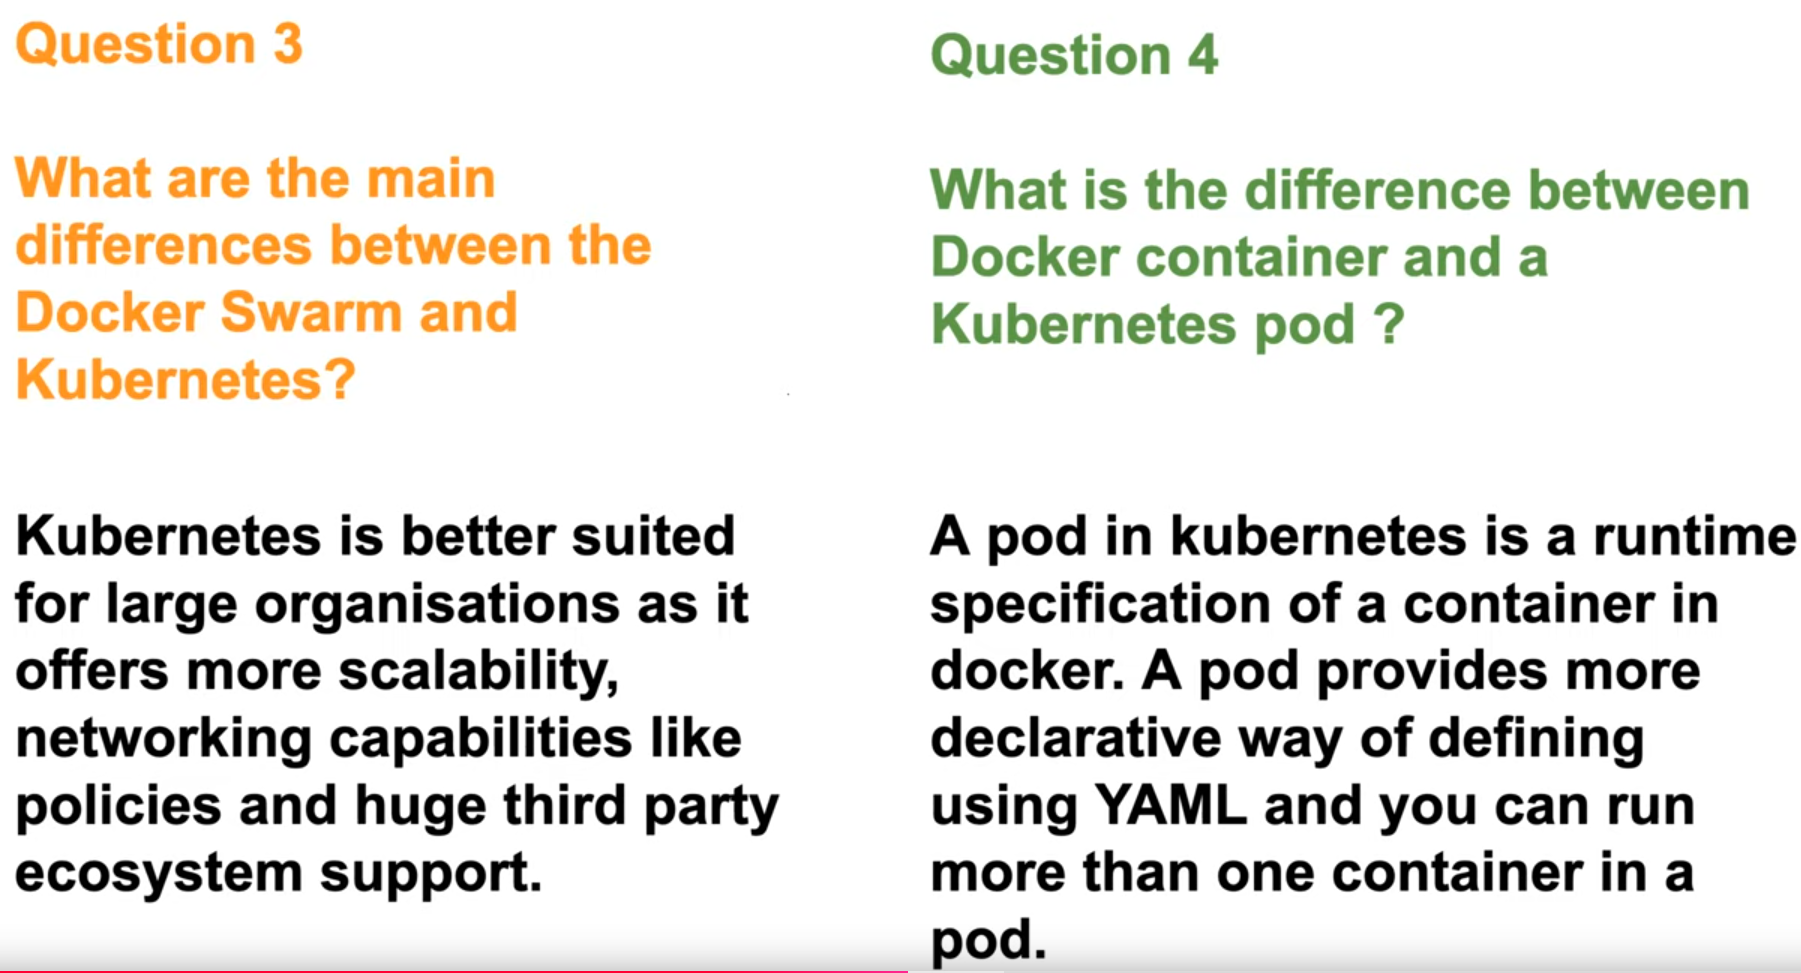 Question 3
What are the main
differences between the
Docker Swarm and
Kubernetes?
Kubernetes is better suited
for large organisations as it
offers more scalability,
networking capabilities like
policies and huge third party
ecosystem support.
Question 4
What is the difference between
Docker container and a
Kubernetes pod ?
A pod in kubernetes is a runtime
specification of a container in
docker. A pod provides more
declarative way of defining
using YAML and you can run
more than one container in a
pod.